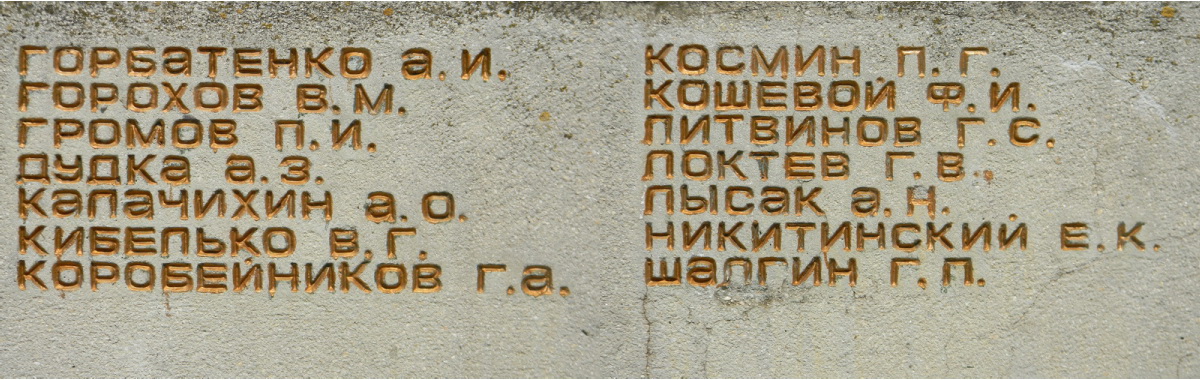 ГОРБАТЕНКО А.И.
ГОРОХОВ В.М.
ГРОМОВ П.И.
ДУДКА А.З.
КАЛАЧИХИН А.О.
КИБЕЛЬКО В.Г.
КОРОБЕЙНИКОВ Г.А.
КОСМИН П.Г.
КОШЕВОЙ Ф.И.
ЛИТВИНОВ Г.С.
ЛОКТЕВ Г.В.
ЛЫСАК А.Н.
НИКИТИНСКИЙ Е.К.
ШАЛГИН Г.П.